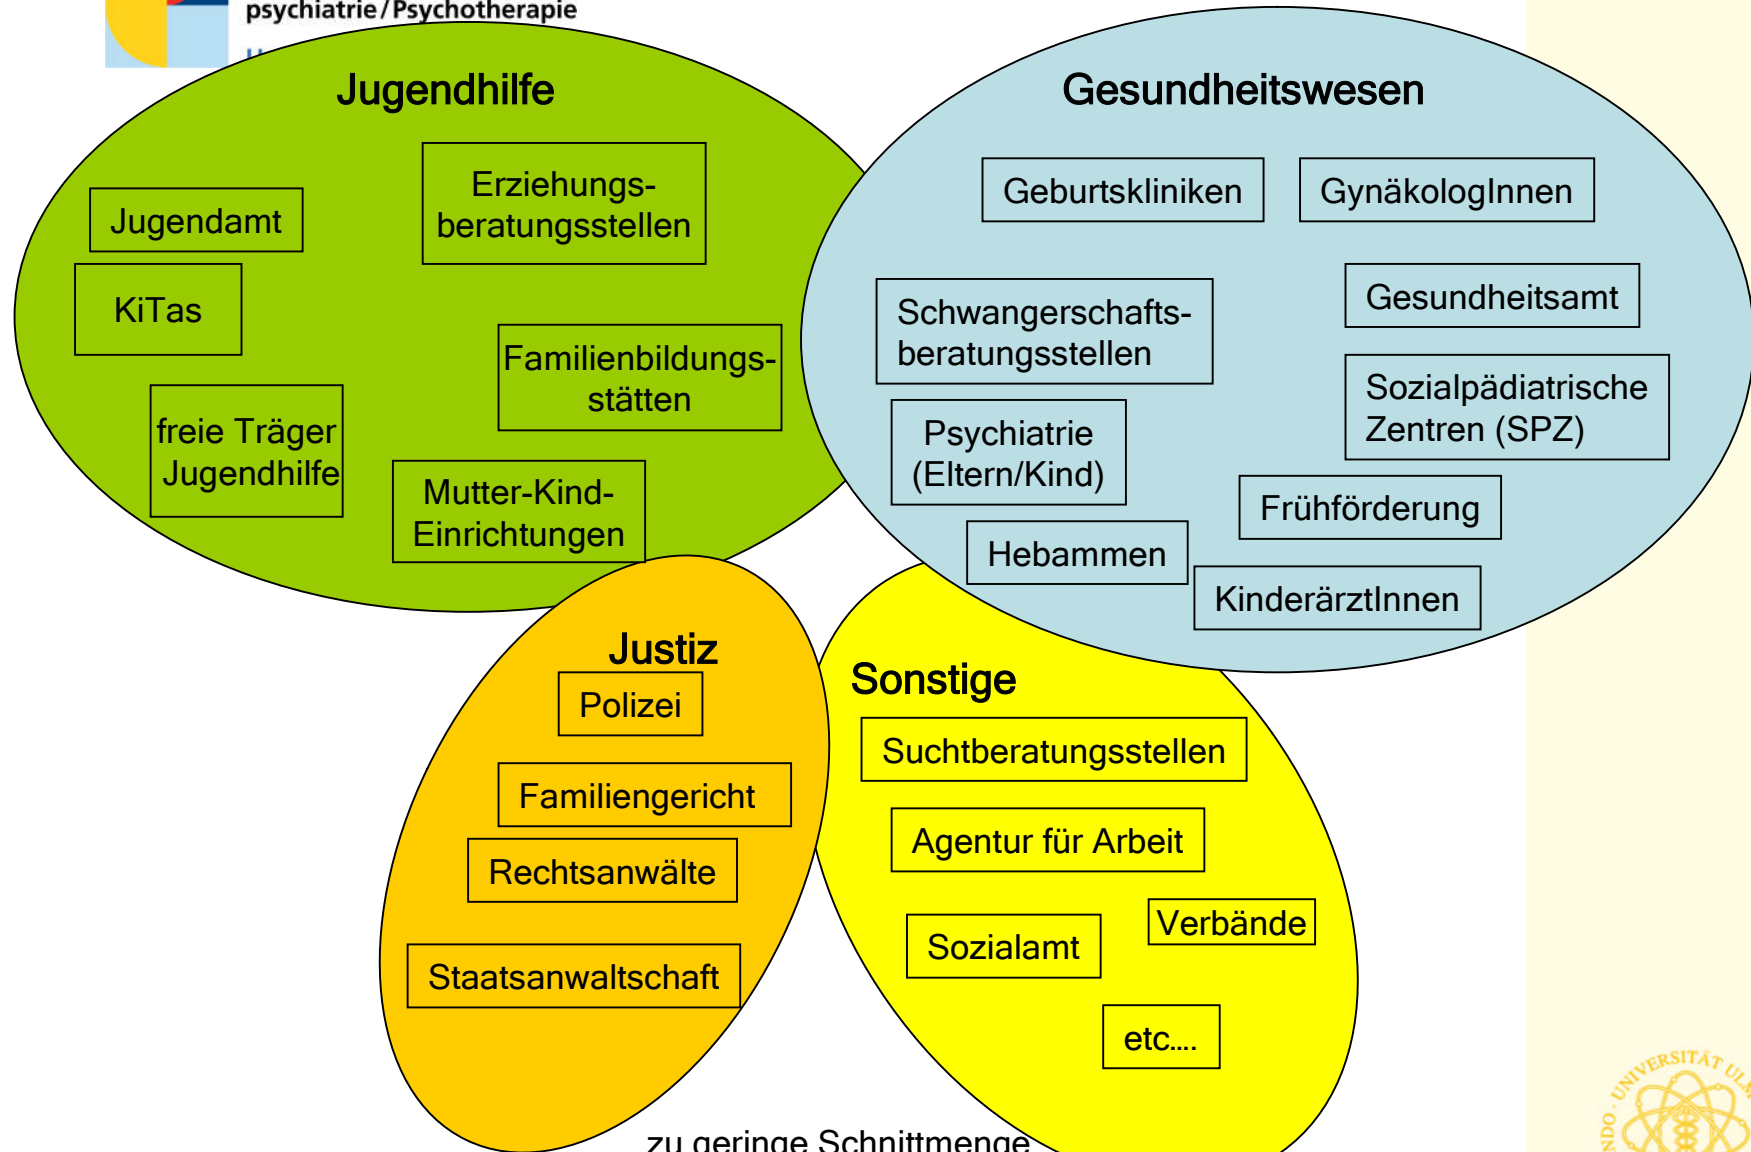 psychiatrie/Psychotherapie
Jugendhilfe
Jugendamt
Erziehungs-
beratungsstellen
KiTas
Familienbildungs-
stätten
freie Träger
Jugendhilfe
Mutter-Kind-
Einrichtungen
Gesundheitswesen
Geburtskliniken
GynäkologInnen
Schwangerschafts-
beratungsstellen
Gesundheitsamt
Sozialpädiatrische
Zentren (SPZ)
Psychiatrie
(Eltern/Kind)
Frühförderung
Hebammen
KinderärztInnen
Justiz
Polizei
Familiengericht
Rechtsanwälte
Staatsanwaltschaft
Sonstige
Suchtberatungsstellen
Agentur für Arbeit
Sozialamt
Verbände
etc....
zu geringe Schnittmenge
UNIVERSITÄT ULM